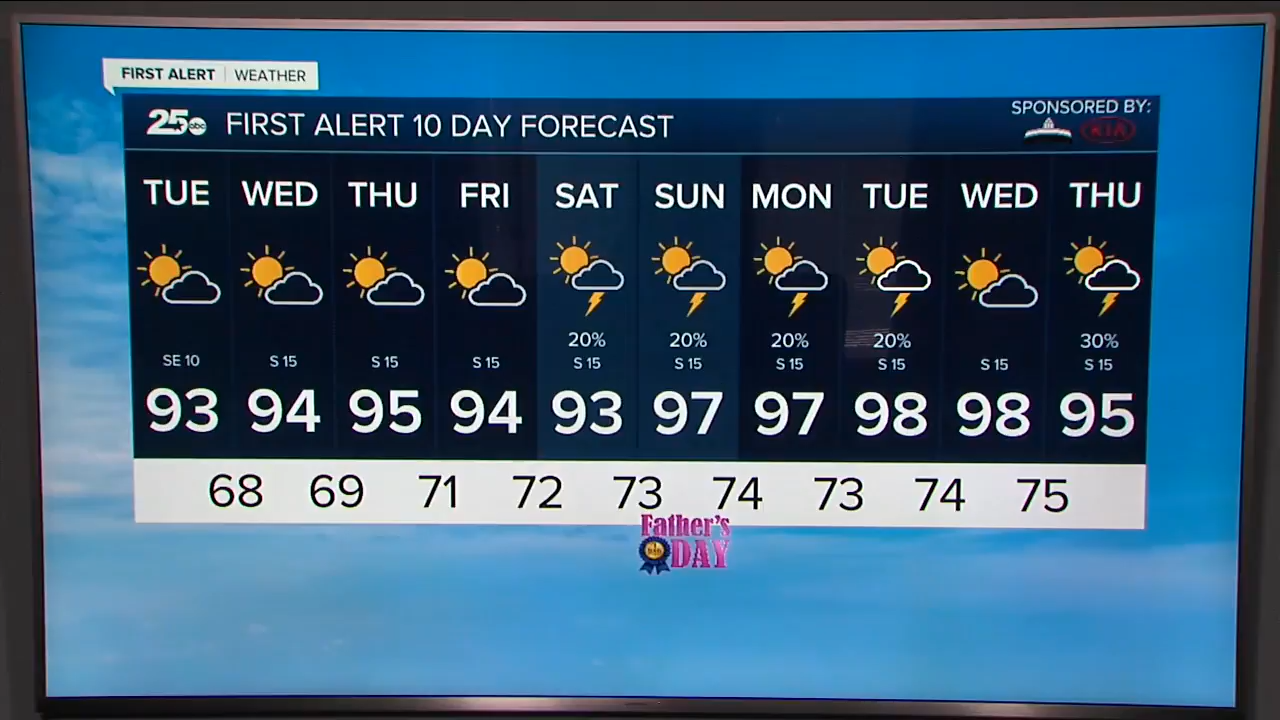 FIRST ALERT | WEATHER
25 abc FIRST ALERT 10 DAY FORECAST
SPONSORED BY:
KIA
TUE WED THU FRI SAT SUN MON TUE WED THU
20% 20% 20% 20% 30%
SE 10 S 15 S 15 S 15 S 15 S 15 S 15 S 15 S 15 S 15
93 94 95 94 93 97 97 98 98 95
68 69 71 72 73 74 73 74 75
Father's
DAY